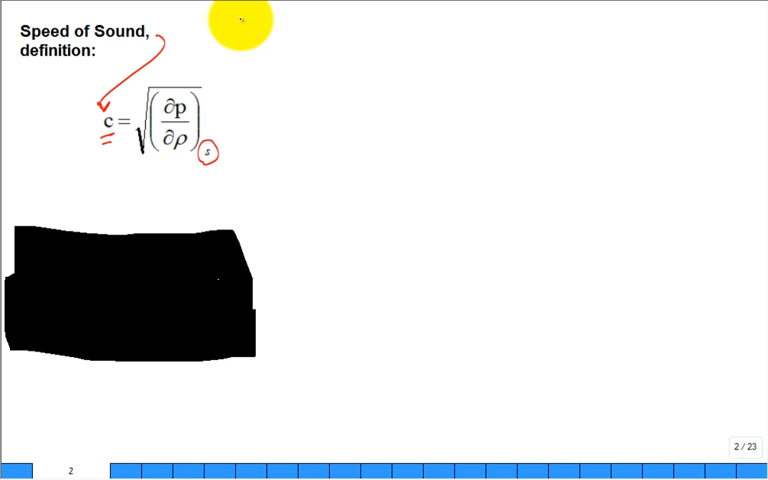 Speed of Sound,
definition:
c = √(∂p/∂ρ)s
2 / 23
2